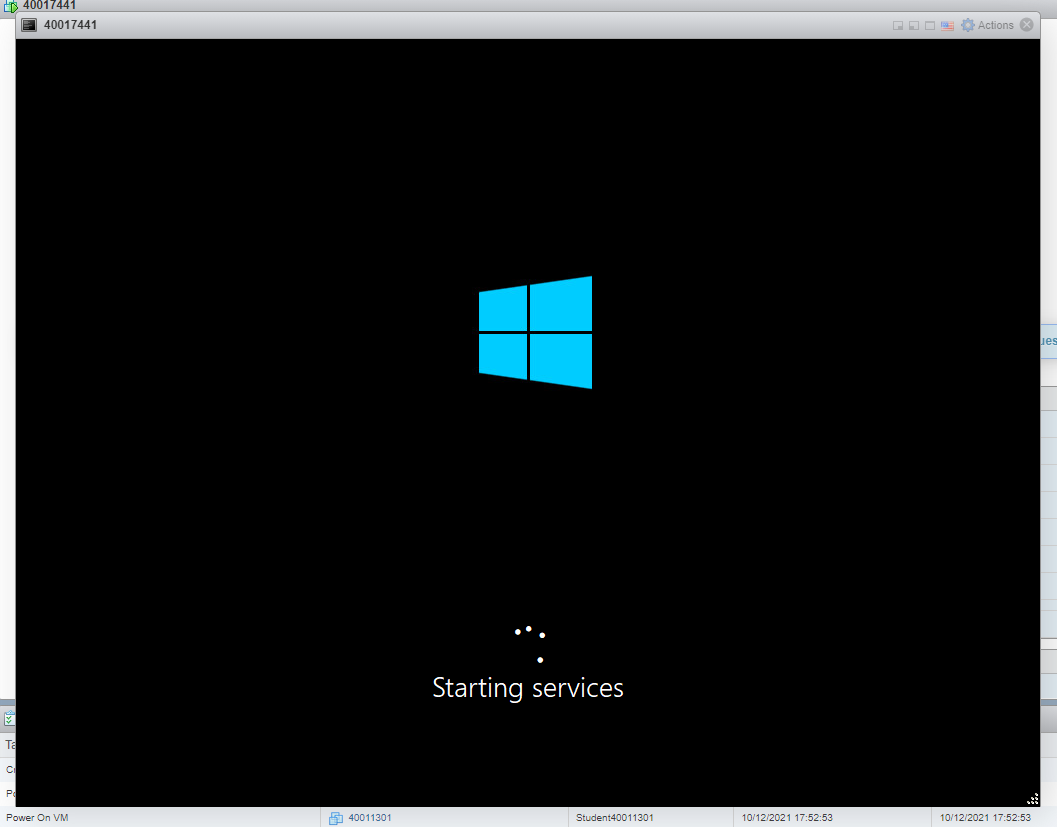 40017441
40017441
Actions
Starting services
Power On VM
40011301
Student40011301
10/12/2021 17:52:53
10/12/2021 17:52:53